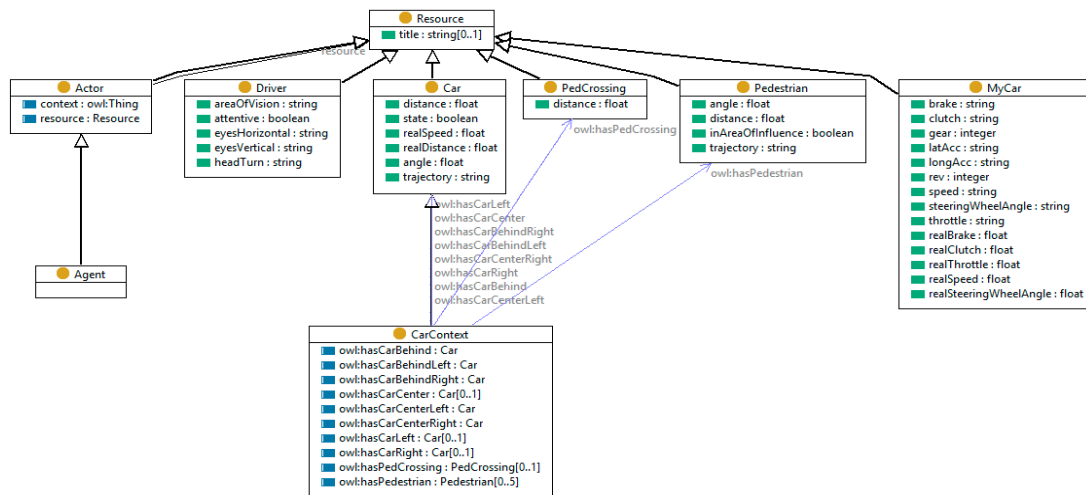 Resource
title : string[0..1]
resource
Actor
context : owl:Thing
resource : Resource
Driver
areaOfVision : string
attentive : boolean
eyesHorizontal : string
eyesVertical : string
headTurn : string
Car
distance : float
state : boolean
realSpeed : float
realDistance : float
angle : float
trajectory : string
PedCrossing
distance : float
owl:hasPedCrossing
Pedestrian
angle : float
distance : float
inAreaOfInfluence : boolean
trajectory : string
owl:hasPedestrian
MyCar
brake : string
clutch : string
gear : integer
latAcc : string
longAcc : string
rev : integer
speed : string
steeringWheelAngle : string
throttle : string
realBrake : float
realClutch : float
realThrottle : float
realSpeed : float
realSteeringWheelAngle : float
owl:hasCarLeft
owl:hasCarCenter
owl:hasCarBehindRight
owl:hasCarBehindLeft
owl:hasCarCenterRight
owl:hasCarRight
owl:hasCarBehind
owl:hasCarCenterLeft
Agent
CarContext
owl:hasCarBehind : Car
owl:hasCarBehindLeft : Car
owl:hasCarBehindRight : Car
owl:hasCarCenter : Car[0..1]
owl:hasCarCenterLeft : Car
owl:hasCarCenterRight : Car
owl:hasCarLeft : Car[0..1]
owl:hasCarRight : Car[0..1]
owl:hasPedCrossing : PedCrossing[0..1]
owl:hasPedestrian : Pedestrian[0..5]